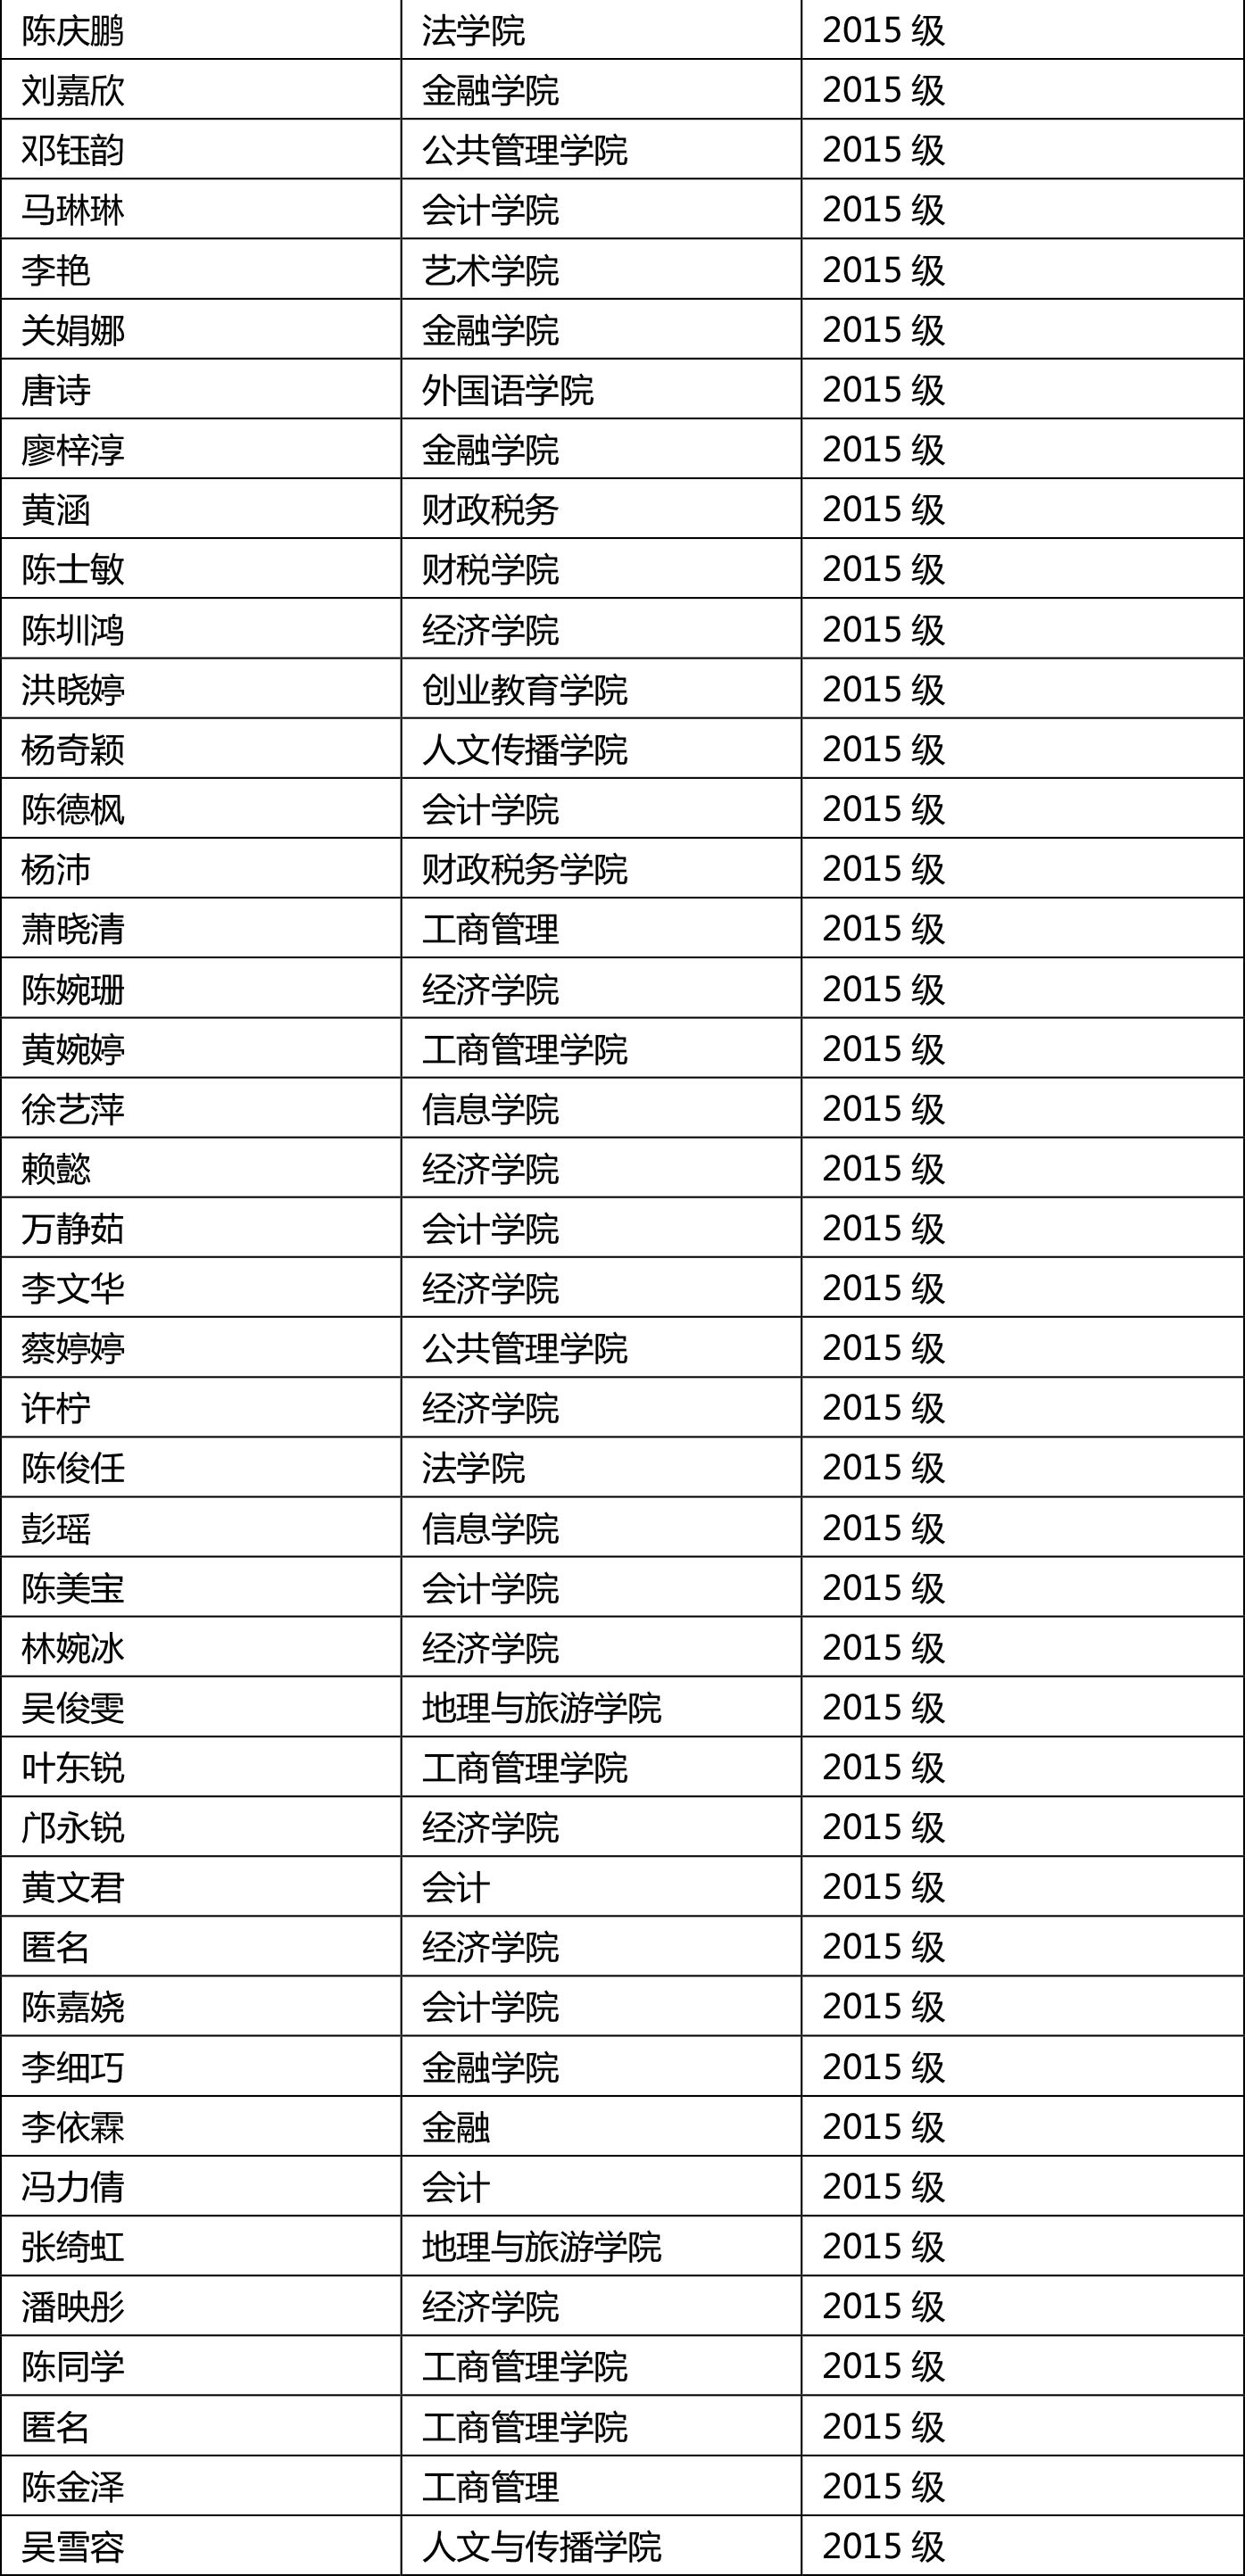 陈庆鹏 法学院 2015 级
刘嘉欣 金融学院 2015 级
邓钰韵 公共管理学院 2015 级
马琳琳 会计学院 2015 级
李艳 艺术学院 2015 级
关娟娜 金融学院 2015 级
唐诗 外国语学院 2015 级
廖梓淳 金融学院 2015 级
黄涵 财政税务 2015 级
陈士敏 财税学院 2015 级
陈圳鸿 经济学院 2015 级
洪晓婷 创业教育学院 2015 级
杨奇颖 人文传播学院 2015 级
陈德枫 会计学院 2015 级
杨沛 财政税务学院 2015 级
萧晓清 工商管理 2015 级
陈婉珊 经济学院 2015 级
黄婉婷 工商管理学院 2015 级
徐艺萍 信息学院 2015 级
赖懿 经济学院 2015 级
万静茹 会计学院 2015 级
李文华 经济学院 2015 级
蔡婷婷 公共管理学院 2015 级
许柠 经济学院 2015 级
陈俊任 法学院 2015 级
彭瑶 信息学院 2015 级
陈美宝 会计学院 2015 级
林婉冰 经济学院 2015 级
吴俊雯 地理与旅游学院 2015 级
叶东锐 工商管理学院 2015 级
邝永锐 经济学院 2015 级
黄文君 会计 2015 级
匿名 经济学院 2015 级
陈嘉娆 会计学院 2015 级
李细巧 金融学院 2015 级
李依霖 金融 2015 级
冯力倩 会计 2015 级
张绮虹 地理与旅游学院 2015 级
潘映彤 经济学院 2015 级
陈同学 工商管理学院 2015 级
匿名 工商管理学院 2015 级
陈金泽 工商管理 2015 级
吴雪容 人文与传播学院 2015 级